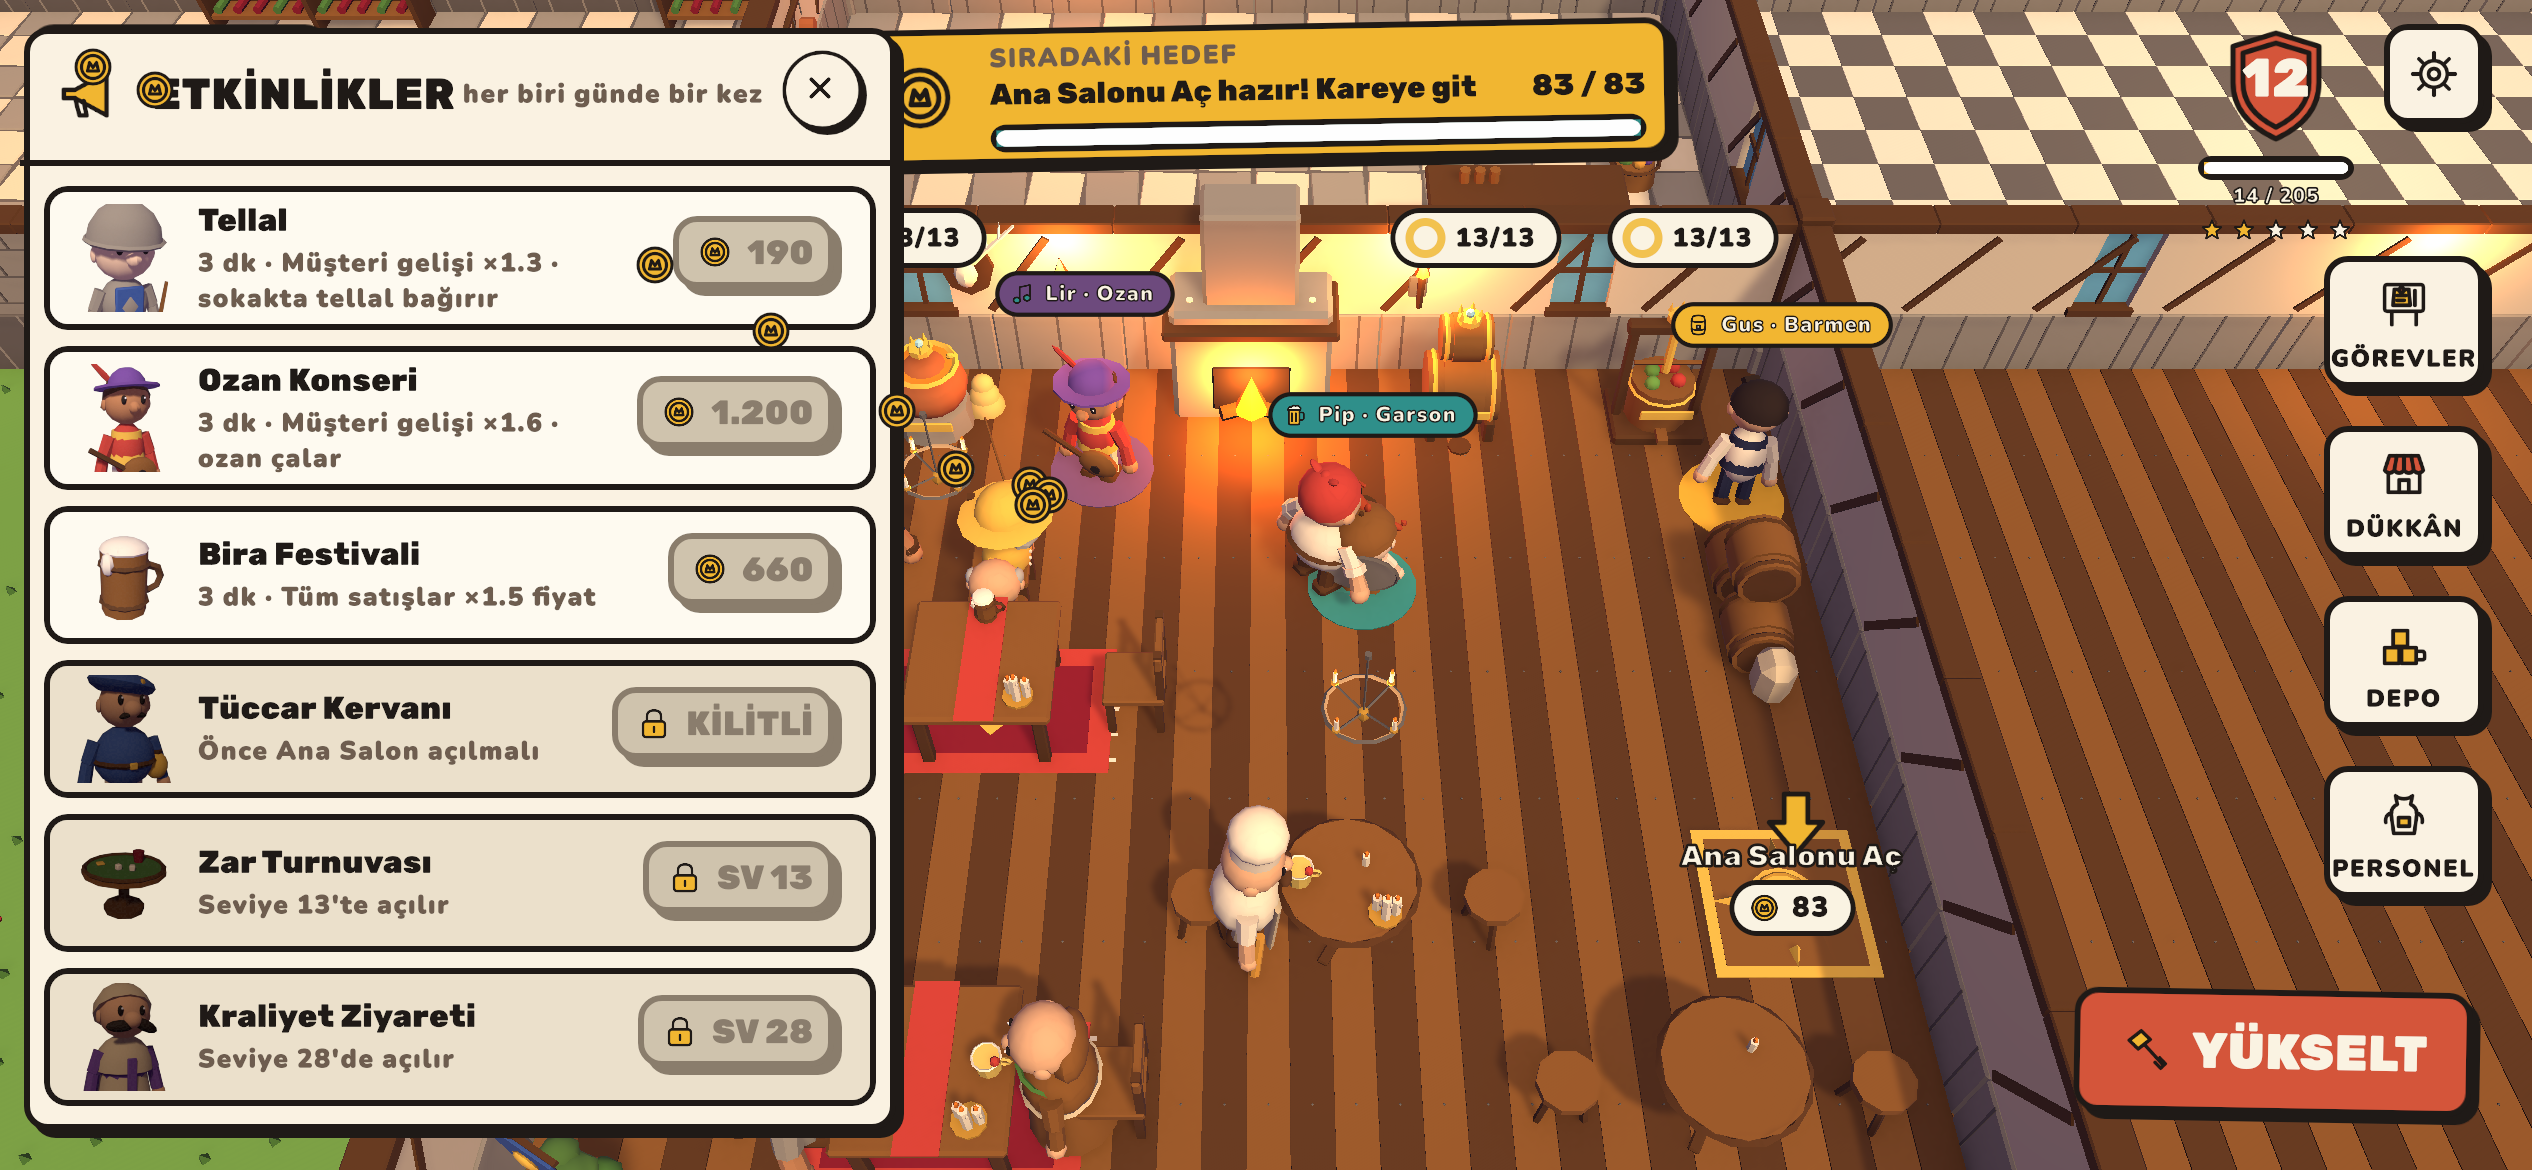 ETKİNLİKLER her biri günde bir kez
Tellal
3 dk · Müşteri gelişi ×1.3 ·
sokakta tellal bağırır
190
Ozan Konseri
3 dk · Müşteri gelişi ×1.6 ·
ozan çalar
1.200
Bira Festivali
3 dk · Tüm satışlar ×1.5 fiyat
660
Tüccar Kervanı
Önce Ana Salon açılmalı
KİLİTLİ
Zar Turnuvası
Seviye 13'te açılır
SV 13
Kraliyet Ziyareti
Seviye 28'de açılır
SV 28
SIRADAKİ HEDEF
Ana Salonu Aç hazır! Kareye git
83 / 83
3/13
13/13
13/13
Lir · Ozan
Gus · Barmen
Pip · Garson
Ana Salonu Aç
83
12
14 / 205
GÖREVLER
DÜKKÂN
DEPO
PERSONEL
YÜKSELT